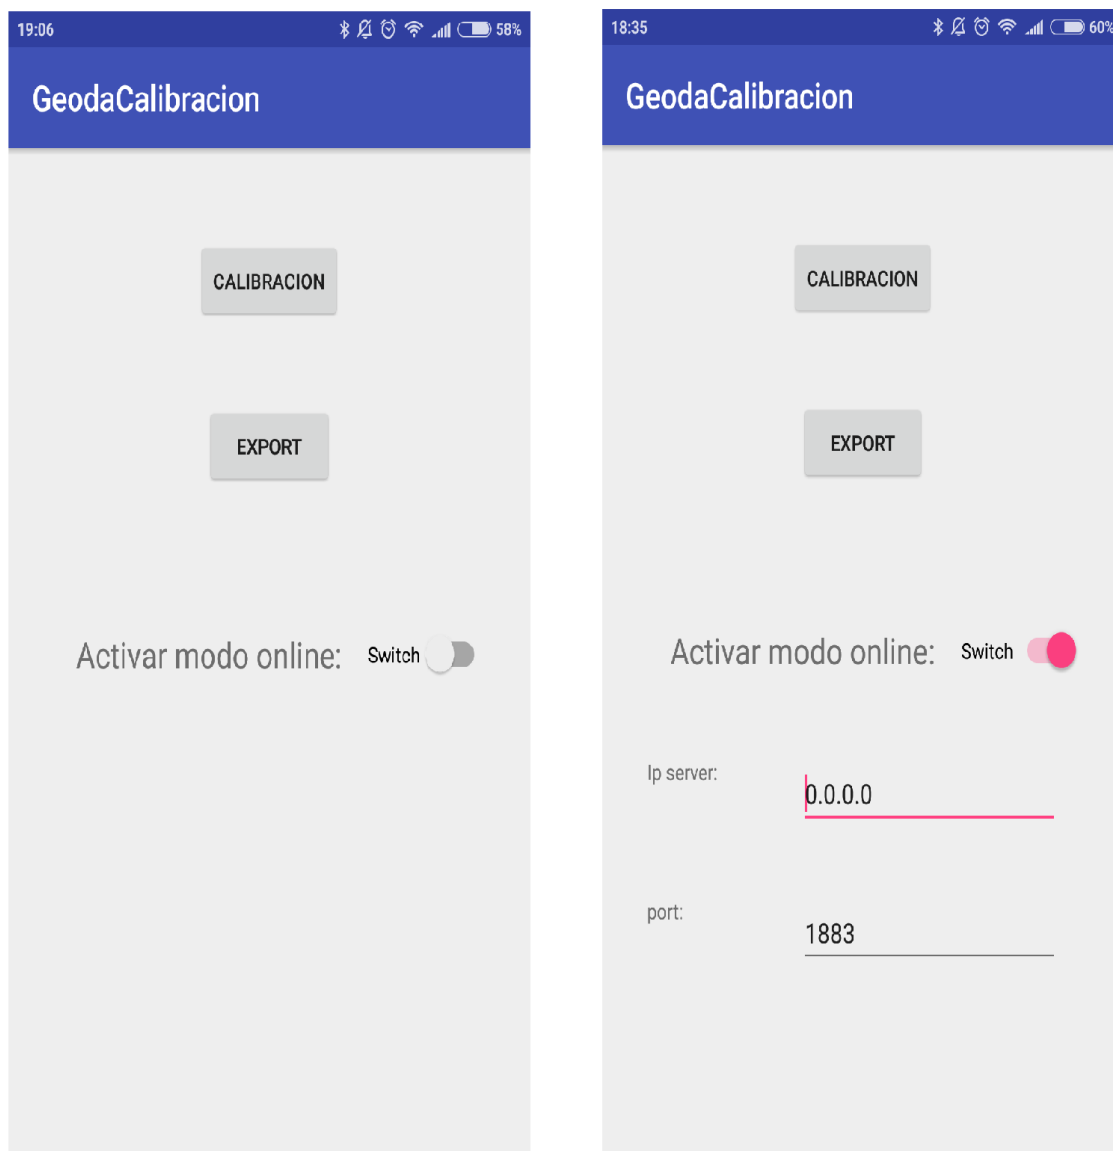 19:06 58%
GeodaCalibracion
CALIBRACION
EXPORT
Activar modo online: Switch
18:35 60%
GeodaCalibracion
CALIBRACION
EXPORT
Activar modo online: Switch
Ip server:
0.0.0.0
port:
1883